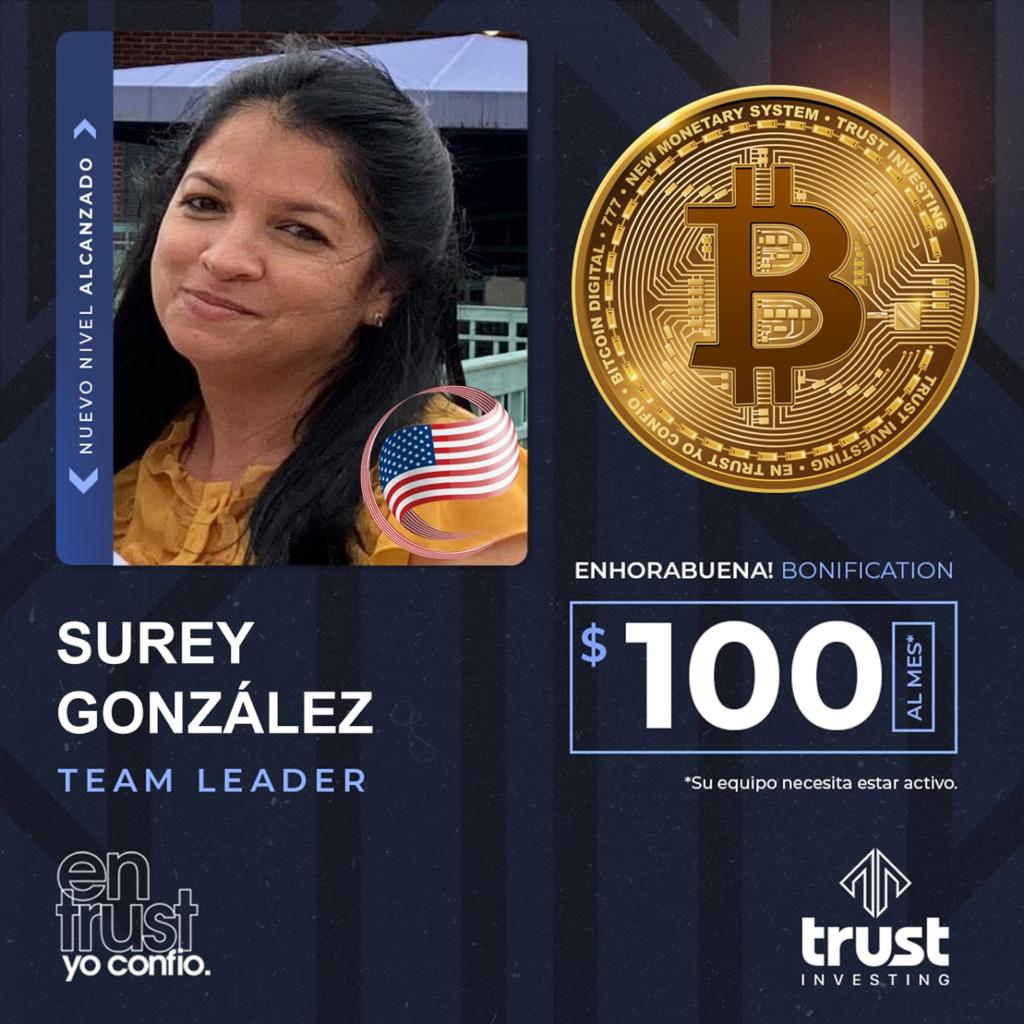 NUEVO NIVEL ALCANZADO
BITCOIN DIGITAL • 777 • NEW MONETARY SYSTEM • TRUST INVESTING
TRUST INVESTING • EN TRUST YO CONFIO •
SUREY
GONZÁLEZ
TEAM LEADER
ENHORABUENA! BONIFICATION
$ 100 AL MES*
*Su equipo necesita estar activo.
en
trust
yo confio.
trust
INVESTING